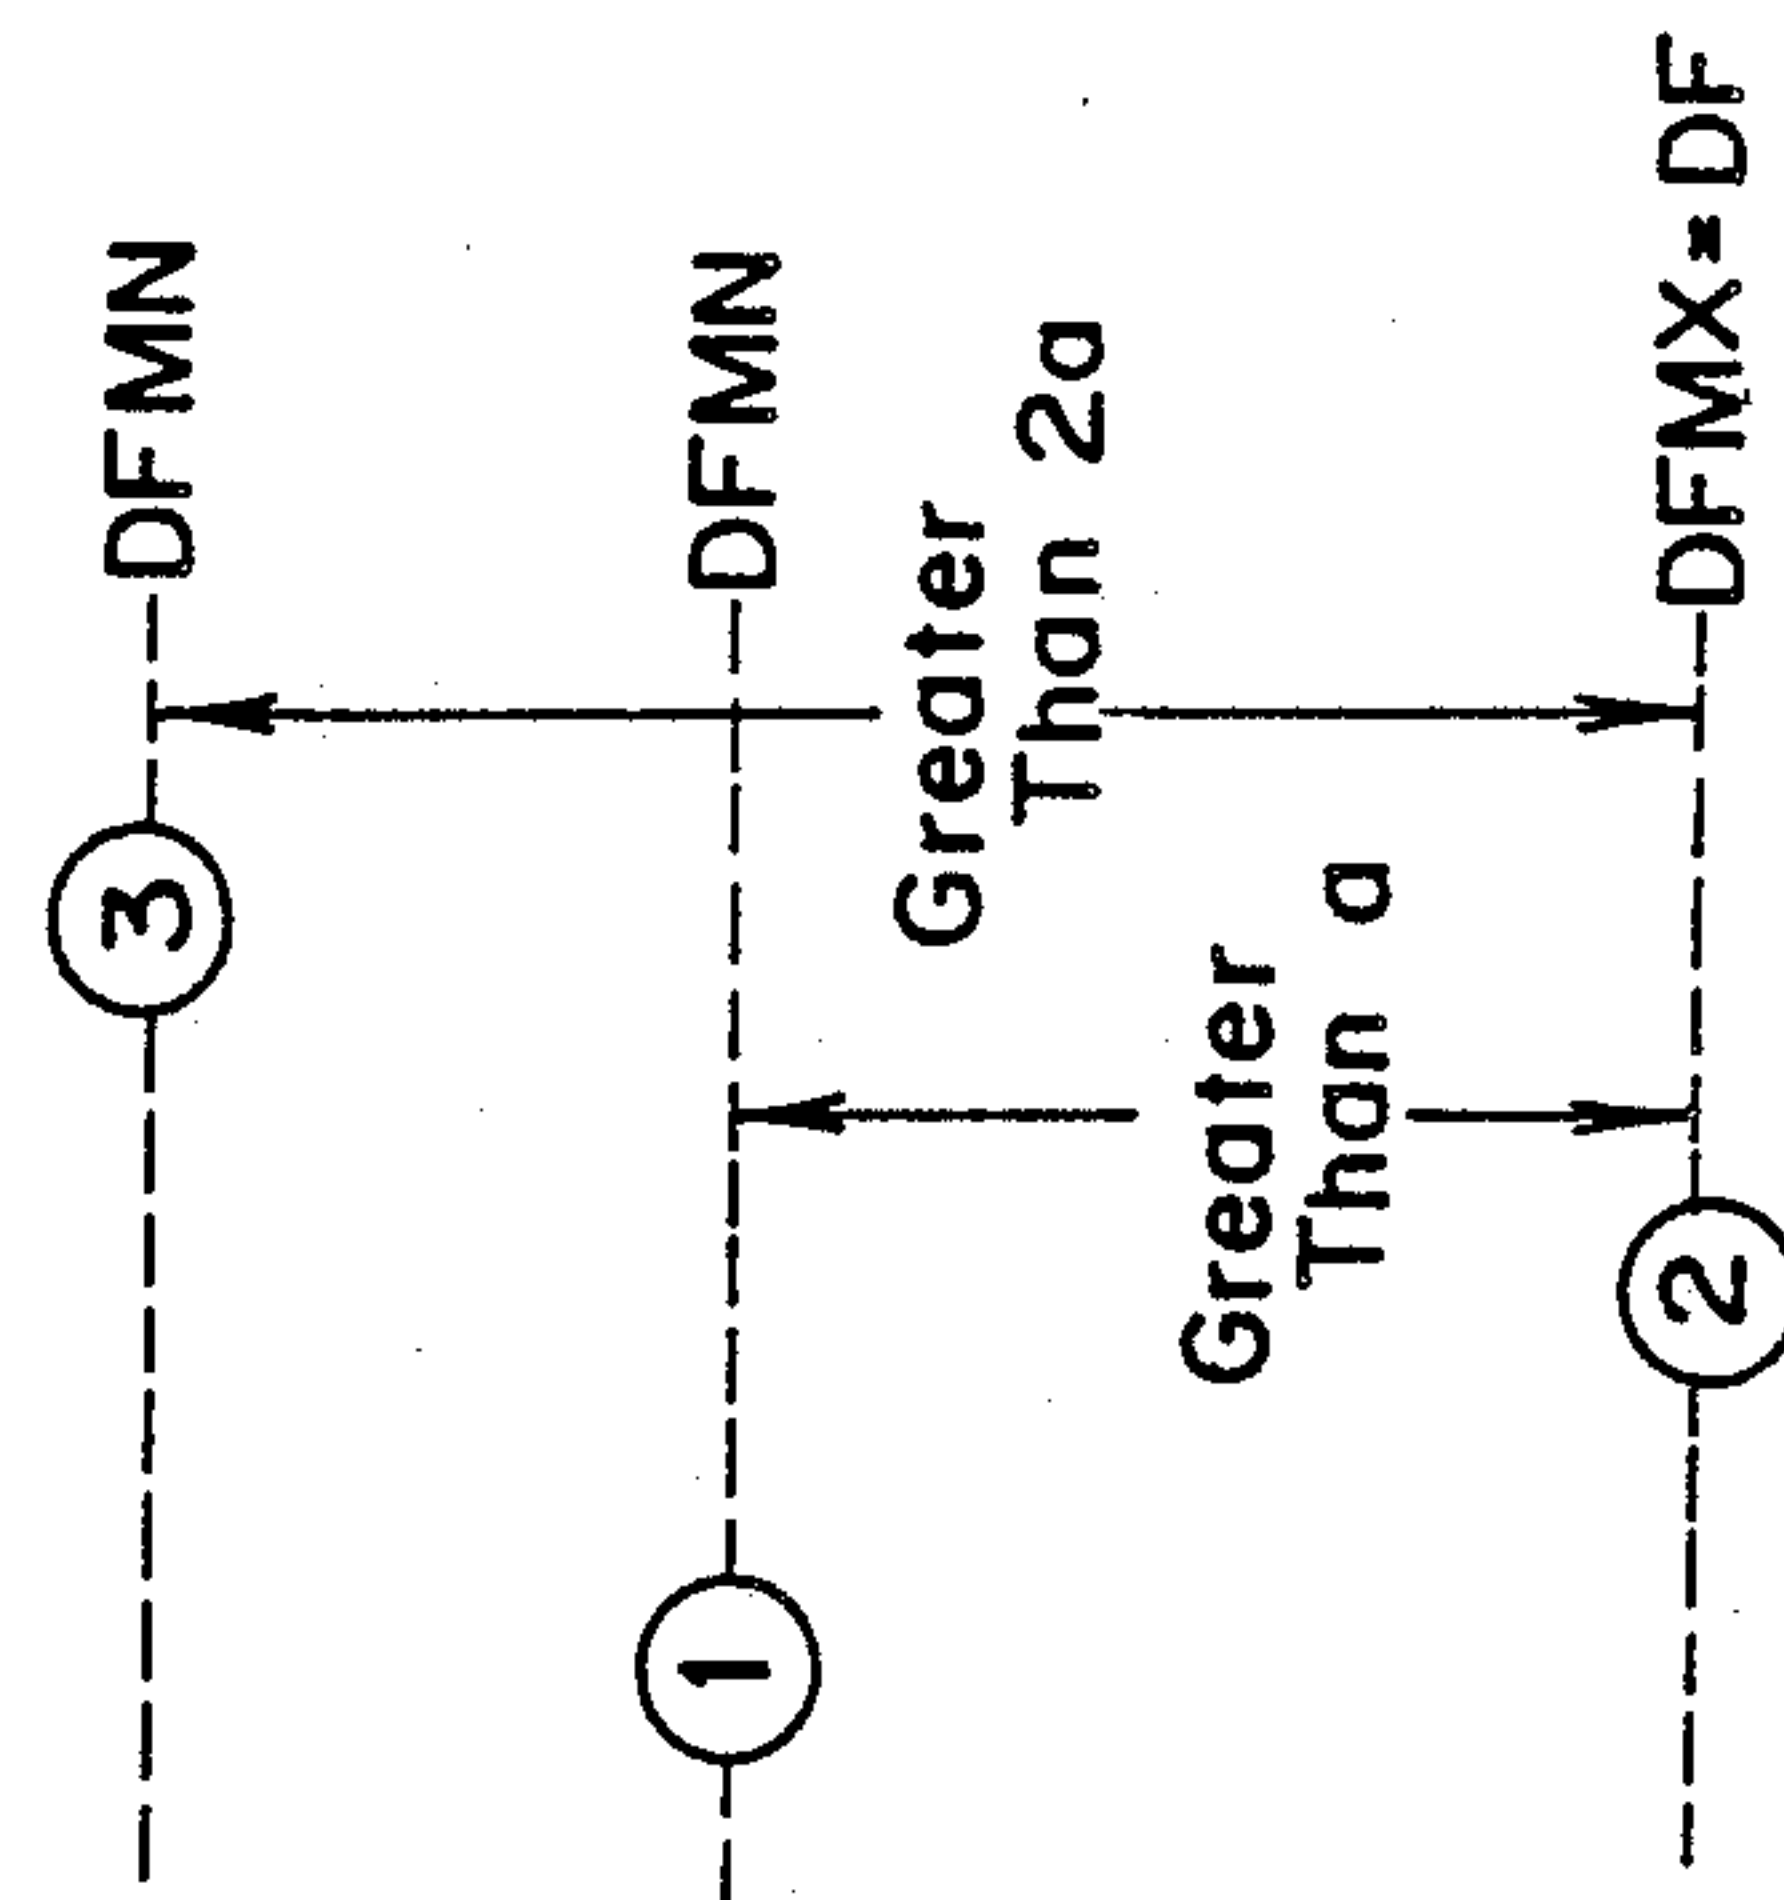 DFMN
3
DFMN
1
Greater
Than 2a
Greater
Than a
DFMX = DF
2